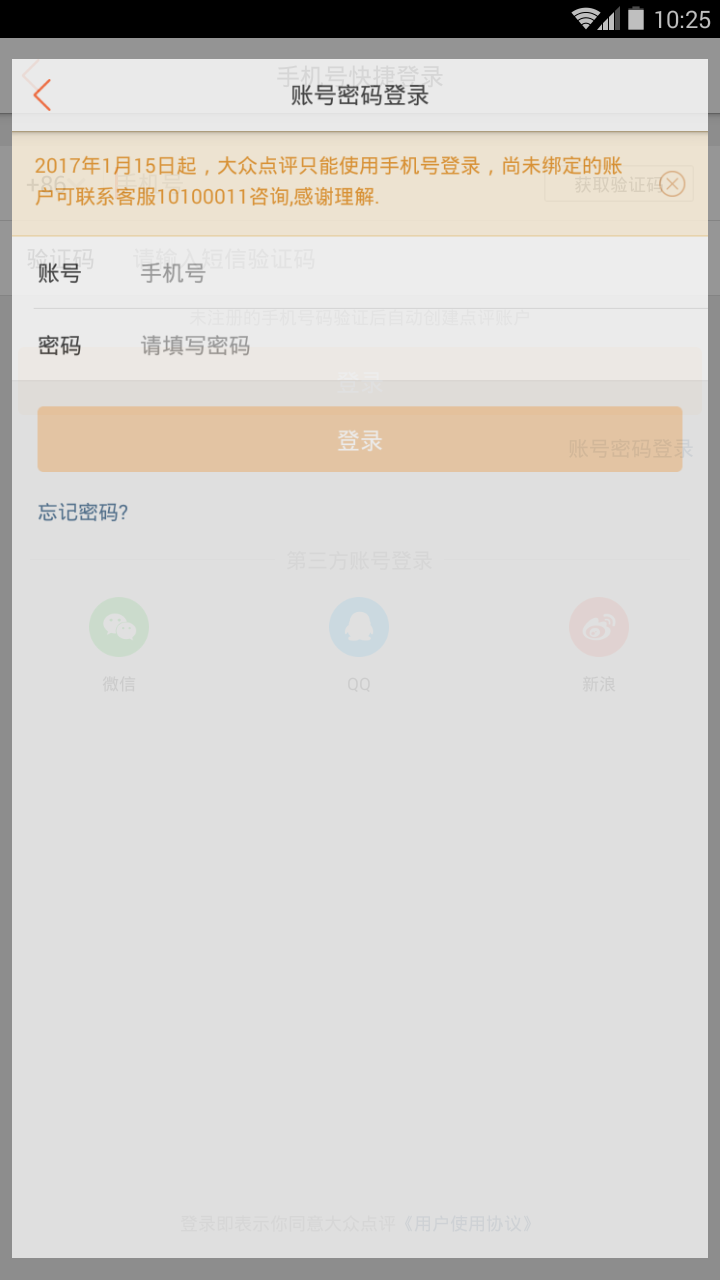 10:25
手机号快捷登录
账号密码登录
2017年1月15日起，大众点评只能使用手机号登录，尚未绑定的账
户可联系客服10100011咨询,感谢理解.
+86
手机号
获取验证码
验证码
请输入短信验证码
账号
手机号
未注册的手机号码验证后自动创建点评账户
密码
请填写密码
登录
登录
账号密码登录
忘记密码?
第三方账号登录
微信
QQ
新浪
登录即表示你同意大众点评《用户使用协议》